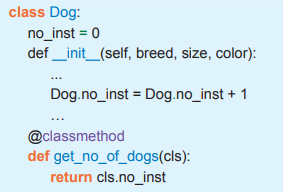 class Dog:
    no_inst = 0
    def __init__(self, breed, size, color):
        ...
        Dog.no_inst = Dog.no_inst + 1
        …
    @classmethod
    def get_no_of_dogs(cls):
        return cls.no_inst